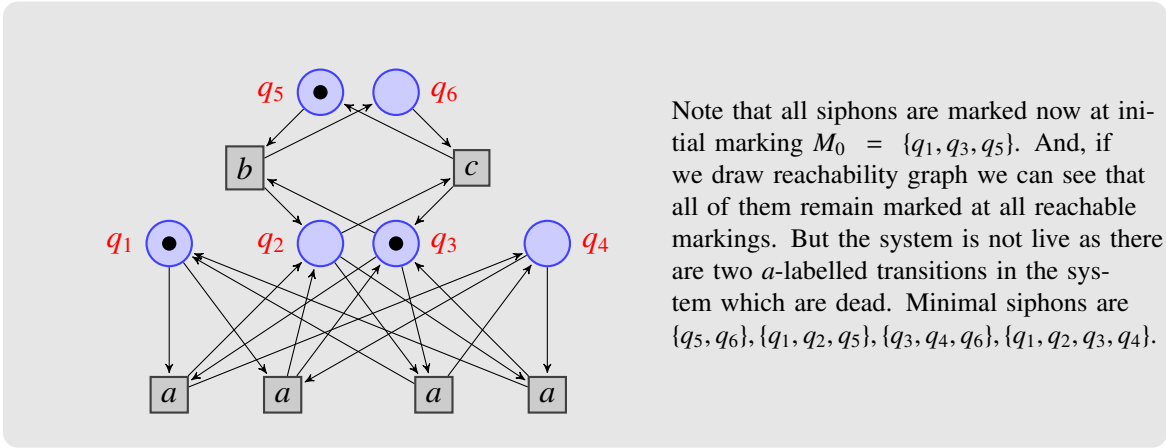 q5 q6
b c
q1 q2 q3 q4
a a a a
Note that all siphons are marked now at ini-
tial marking M0 = {q1, q3, q5}. And, if
we draw reachability graph we can see that
all of them remain marked at all reachable
markings. But the system is not live as there
are two a-labelled transitions in the sys-
tem which are dead. Minimal siphons are
{q5, q6}, {q1, q2, q5}, {q3, q4, q6}, {q1, q2, q3, q4}.